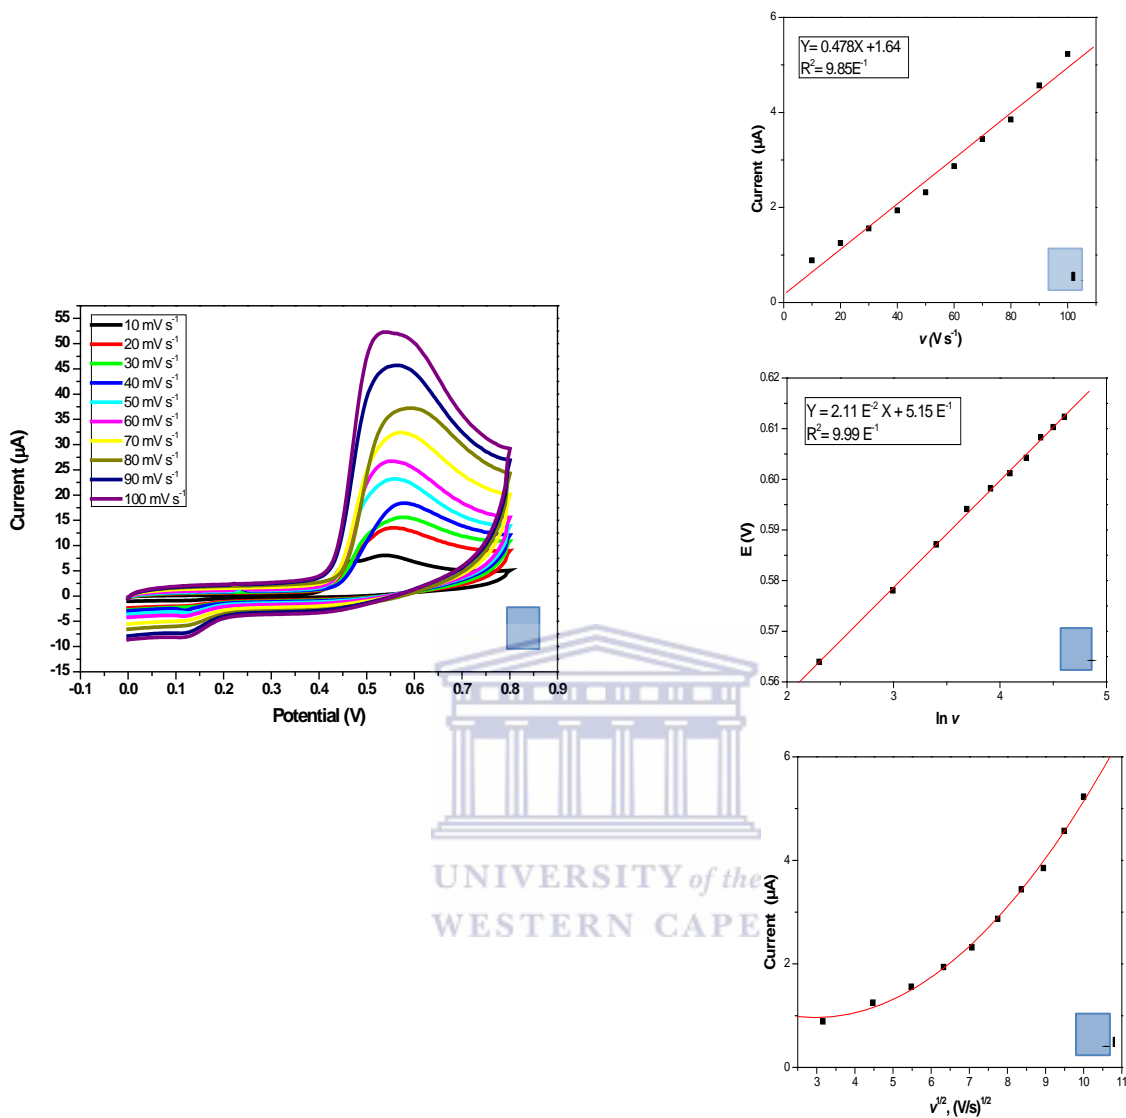 10 mV s⁻¹
20 mV s⁻¹
30 mV s⁻¹
40 mV s⁻¹
50 mV s⁻¹
60 mV s⁻¹
70 mV s⁻¹
80 mV s⁻¹
90 mV s⁻¹
100 mV s⁻¹
55
50
45
40
35
30
25
20
15
10
5
0
-5
-10
-15
Current (µA)
-0.1 0.0 0.1 0.2 0.3 0.4 0.5 0.6 0.7 0.8 0.9
Potential (V)
Y= 0.478X +1.64
R²= 9.85E⁻¹
6
4
2
0
Current (µA)
0 20 40 60 80 100
v (V s⁻¹)
Y = 2.11 E⁻² X + 5.15 E⁻¹
R²= 9.99 E⁻¹
0.62
0.61
0.60
0.59
0.58
0.57
0.56
E (V)
2 3 4 5
ln v
6
4
2
0
Current (µA)
3 4 5 6 7 8 9 10 11
v¹ᐟ², (V/s)¹ᐟ²
UNIVERSITY of the
WESTERN CAPE